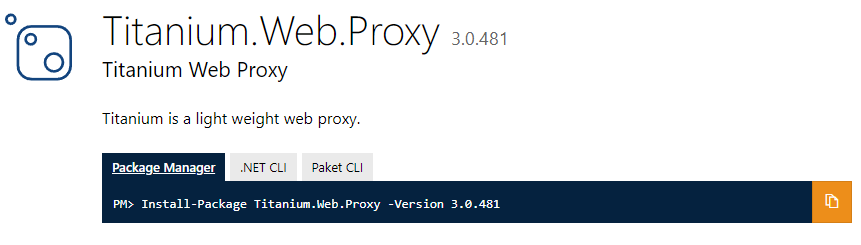 Titanium.Web.Proxy 3.0.481
Titanium Web Proxy
Titanium is a light weight web proxy.
Package Manager .NET CLI Paket CLI
PM> Install-Package Titanium.Web.Proxy -Version 3.0.481